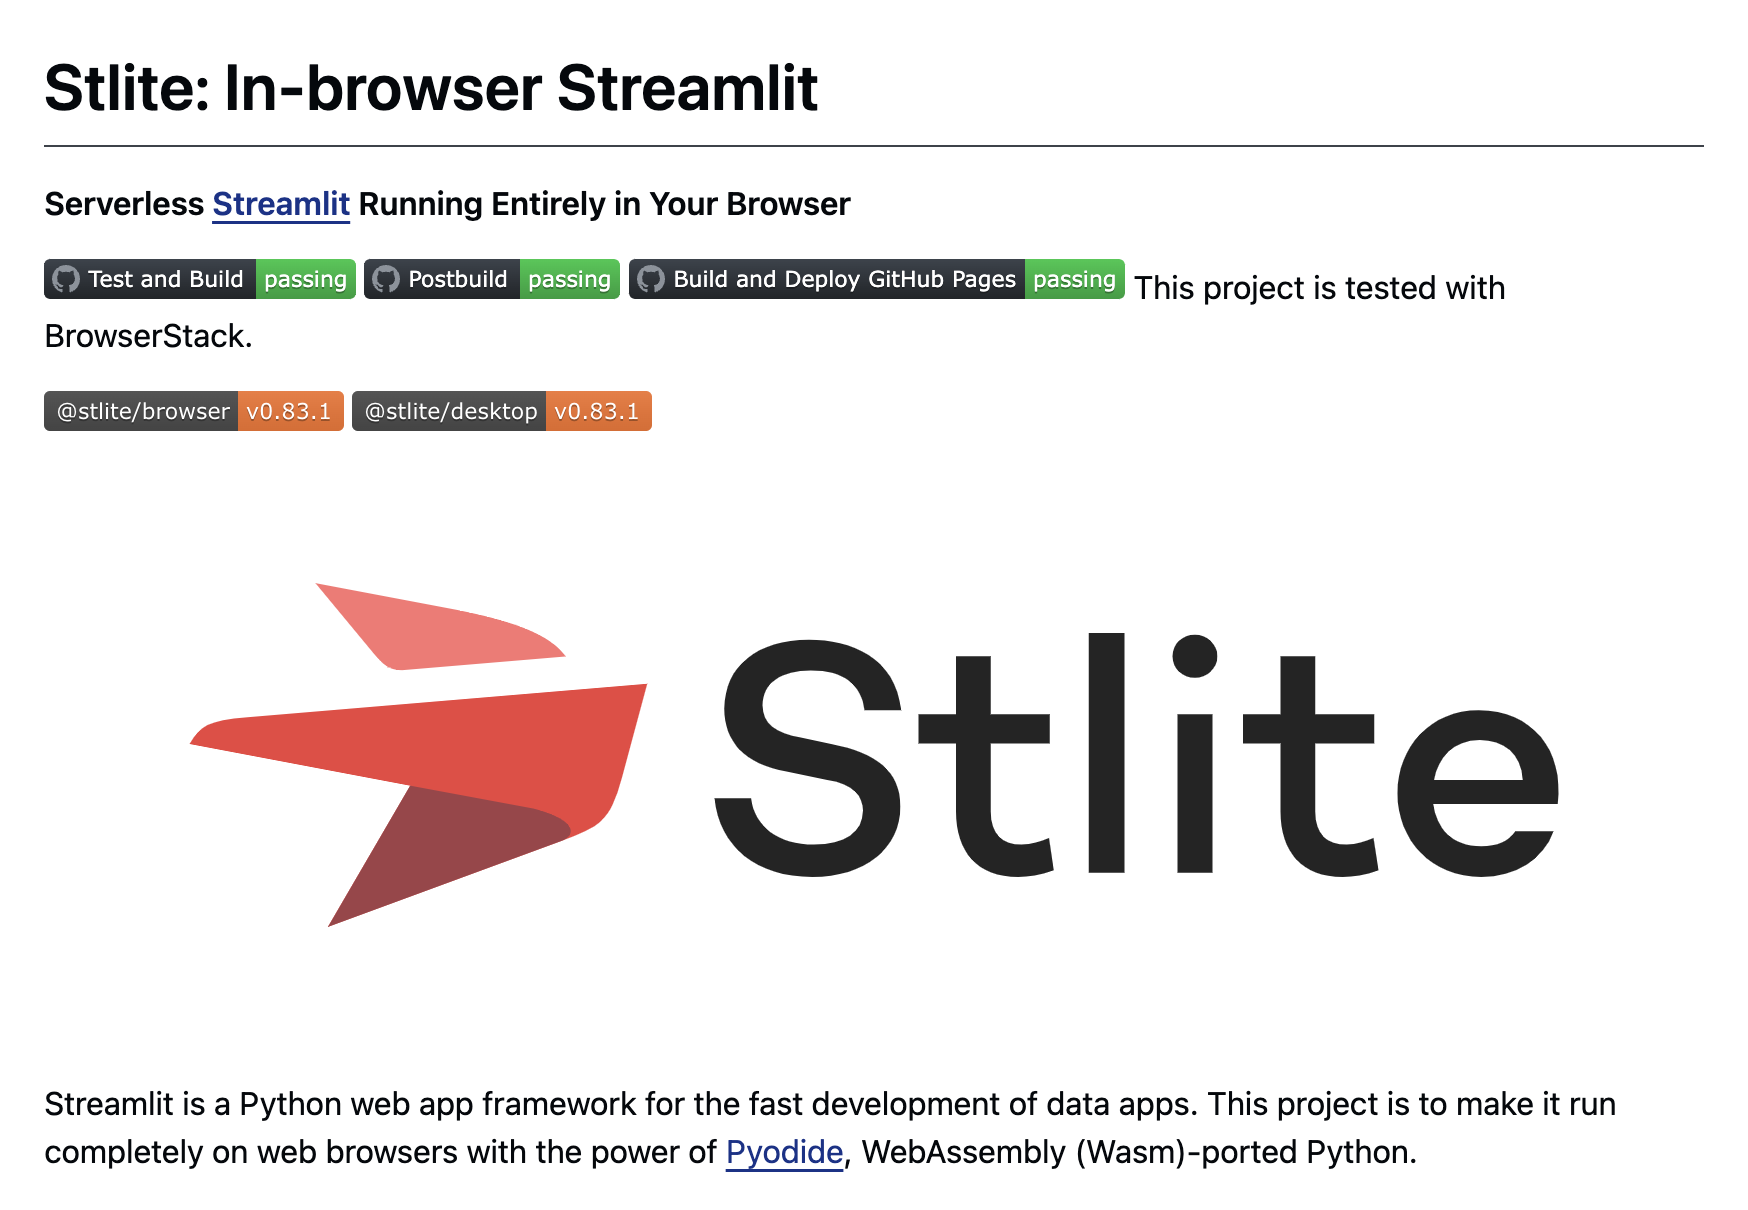 Stlite: In-browser Streamlit
Serverless Streamlit Running Entirely in Your Browser
Test and Build passing Postbuild passing Build and Deploy GitHub Pages passing This project is tested with
BrowserStack.
@stlite/browser v0.83.1 @stlite/desktop v0.83.1
Stlite
Streamlit is a Python web app framework for the fast development of data apps. This project is to make it run
completely on web browsers with the power of Pyodide, WebAssembly (Wasm)-ported Python.